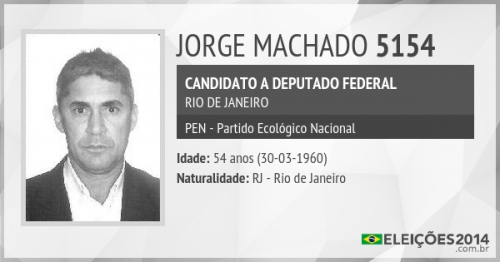 JORGE MACHADO 5154
CANDIDATO A DEPUTADO FEDERAL
RIO DE JANEIRO
PEN - Partido Ecológico Nacional
Idade: 54 anos (30-03-1960)
Naturalidade: RJ - Rio de Janeiro
ELEIÇÕES2014
.com.br